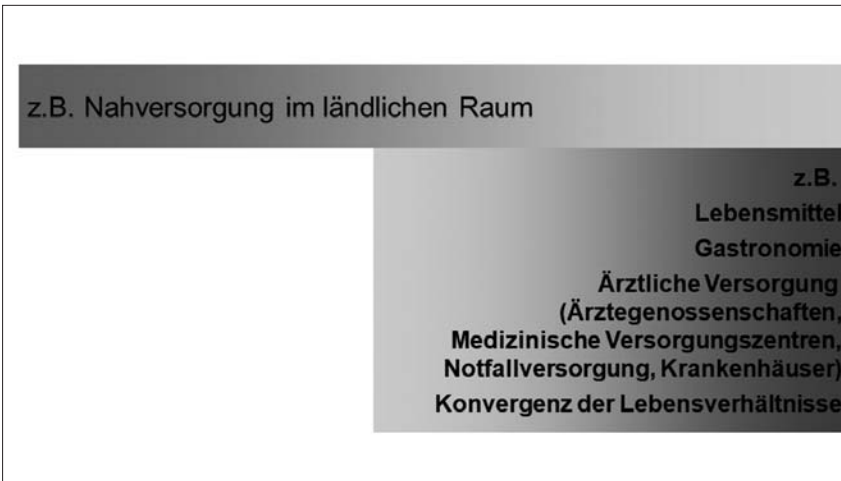 z.B. Nahversorgung im ländlichen Raum
z.B.
Lebensmittel
Gastronomie
Ärztliche Versorgung
(Ärztegenossenschaften,
Medizinische Versorgungszentren,
Notfallversorgung, Krankenhäuser)
Konvergenz der Lebensverhältnisse